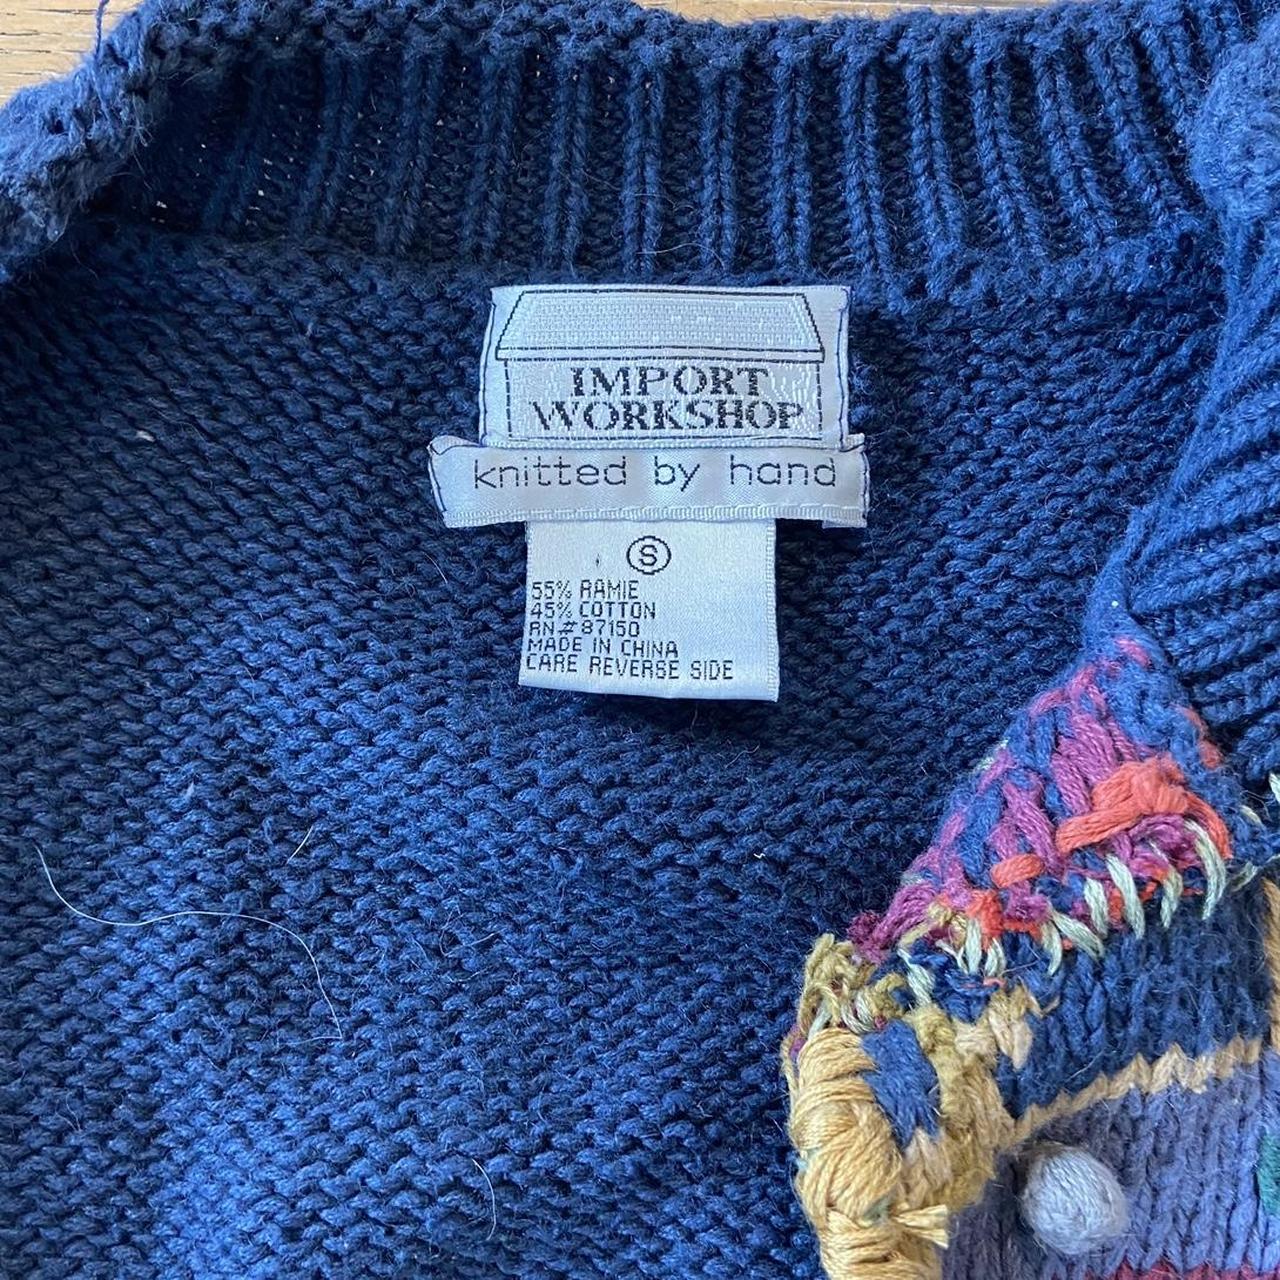 IMPORT
WORKSHOP
knitted by hand
S
55% RAMIE
45% COTTON
RN#87150
MADE IN CHINA
CARE REVERSE SIDE